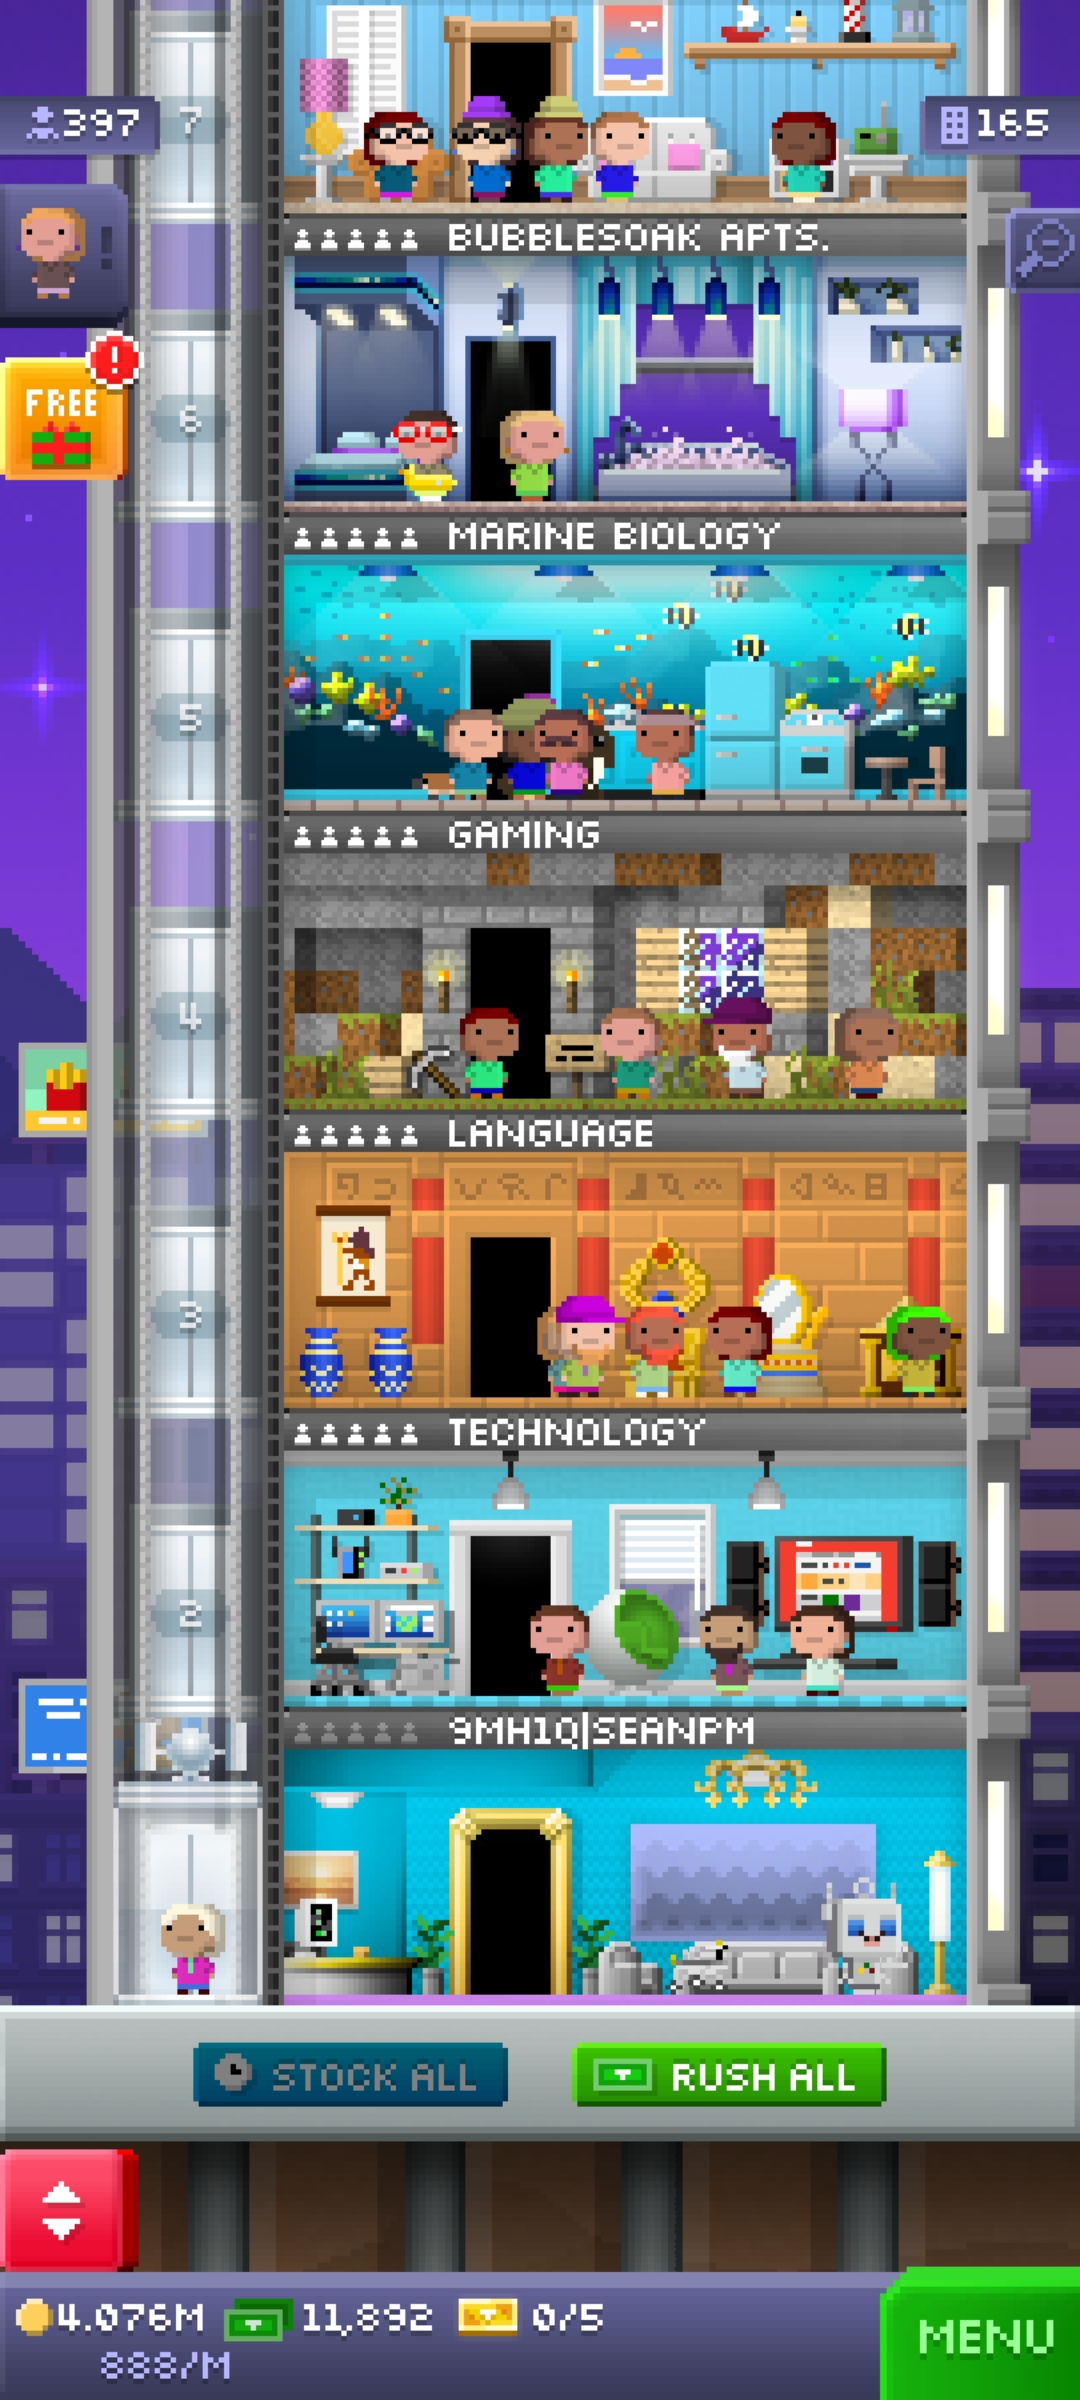 397
7
165
!
BUBBLESOAK APTS.
!
FREE
6
MARINE BIOLOGY
5
GAMING
4
LANGUAGE
3
TECHNOLOGY
2
9MH1Q|SEANPM
STOCK ALL
RUSH ALL
4.076M
11,892
0/5
888/M
MENU